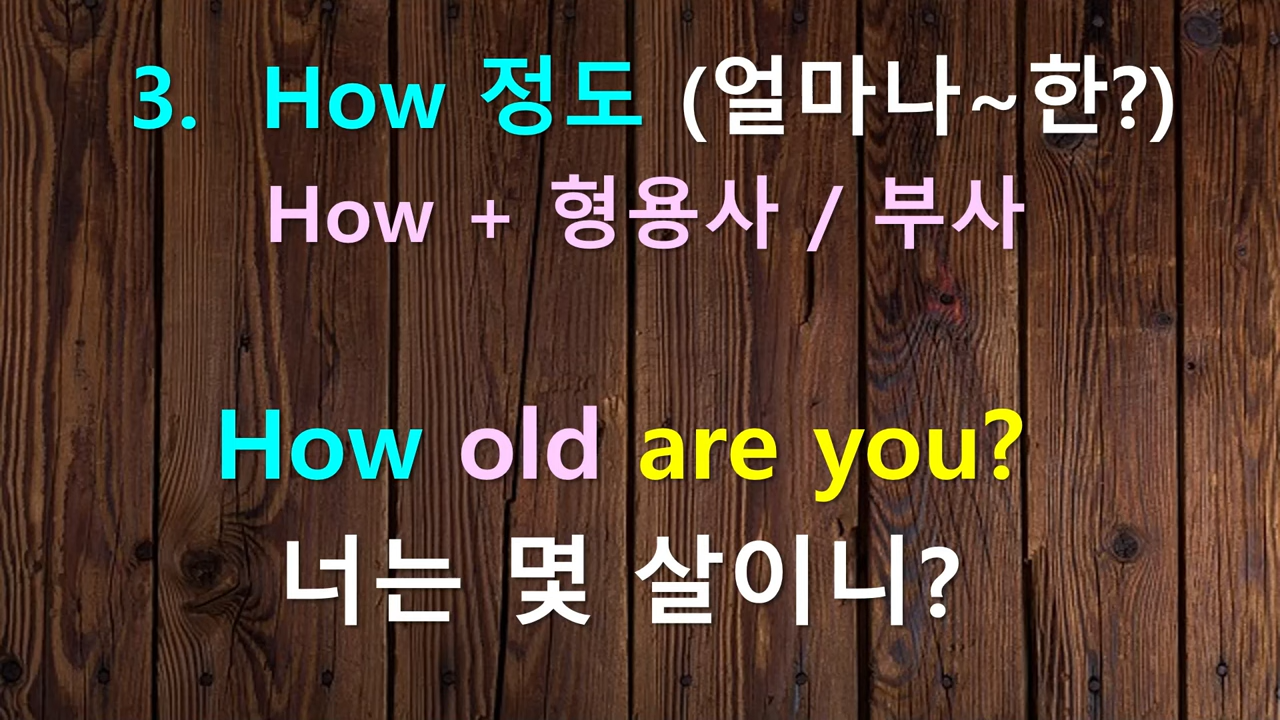 3. How 정도 (얼마나~한?)
How + 형용사 / 부사
How old are you?
너는 몇 살이니?